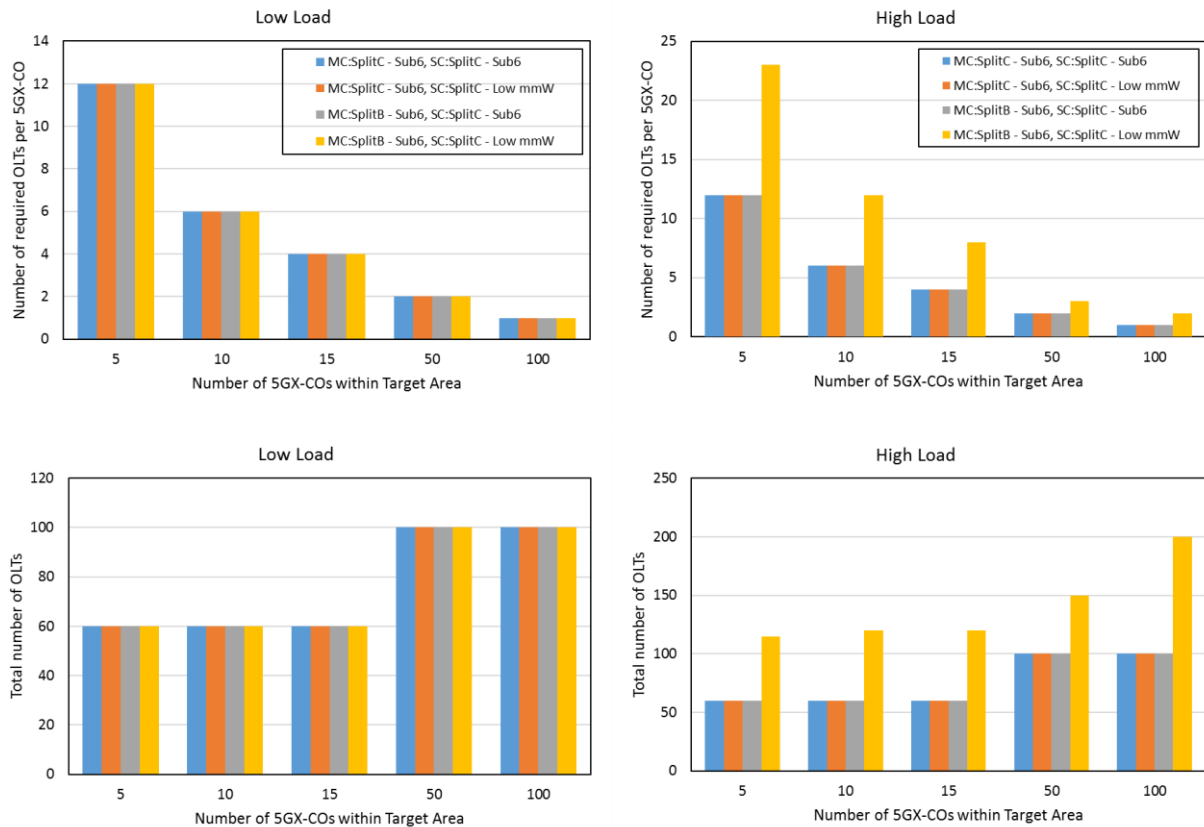 Low Load
14
12
10
8
6
4
2
0
Number of required OLTs per 5GX-CO
MC:SplitC - Sub6, SC:SplitC - Sub6
MC:SplitC - Sub6, SC:SplitC - Low mmW
MC:SplitB - Sub6, SC:SplitC - Sub6
MC:SplitB - Sub6, SC:SplitC - Low mmW
5 10 15 50 100
Number of 5GX-COs within Target Area
High Load
25
20
15
10
5
0
Number of required OLTs per 5GX-CO
MC:SplitC - Sub6, SC:SplitC - Sub6
MC:SplitC - Sub6, SC:SplitC - Low mmW
MC:SplitB - Sub6, SC:SplitC - Sub6
MC:SplitB - Sub6, SC:SplitC - Low mmW
5 10 15 50 100
Number of 5GX-COs within Target Area
Low Load
120
100
80
60
40
20
0
Total number of OLTs
5 10 15 50 100
Number of 5GX-COs within Target Area
High Load
250
200
150
100
50
0
Total number of OLTs
5 10 15 50 100
Number of 5GX-COs within Target Area